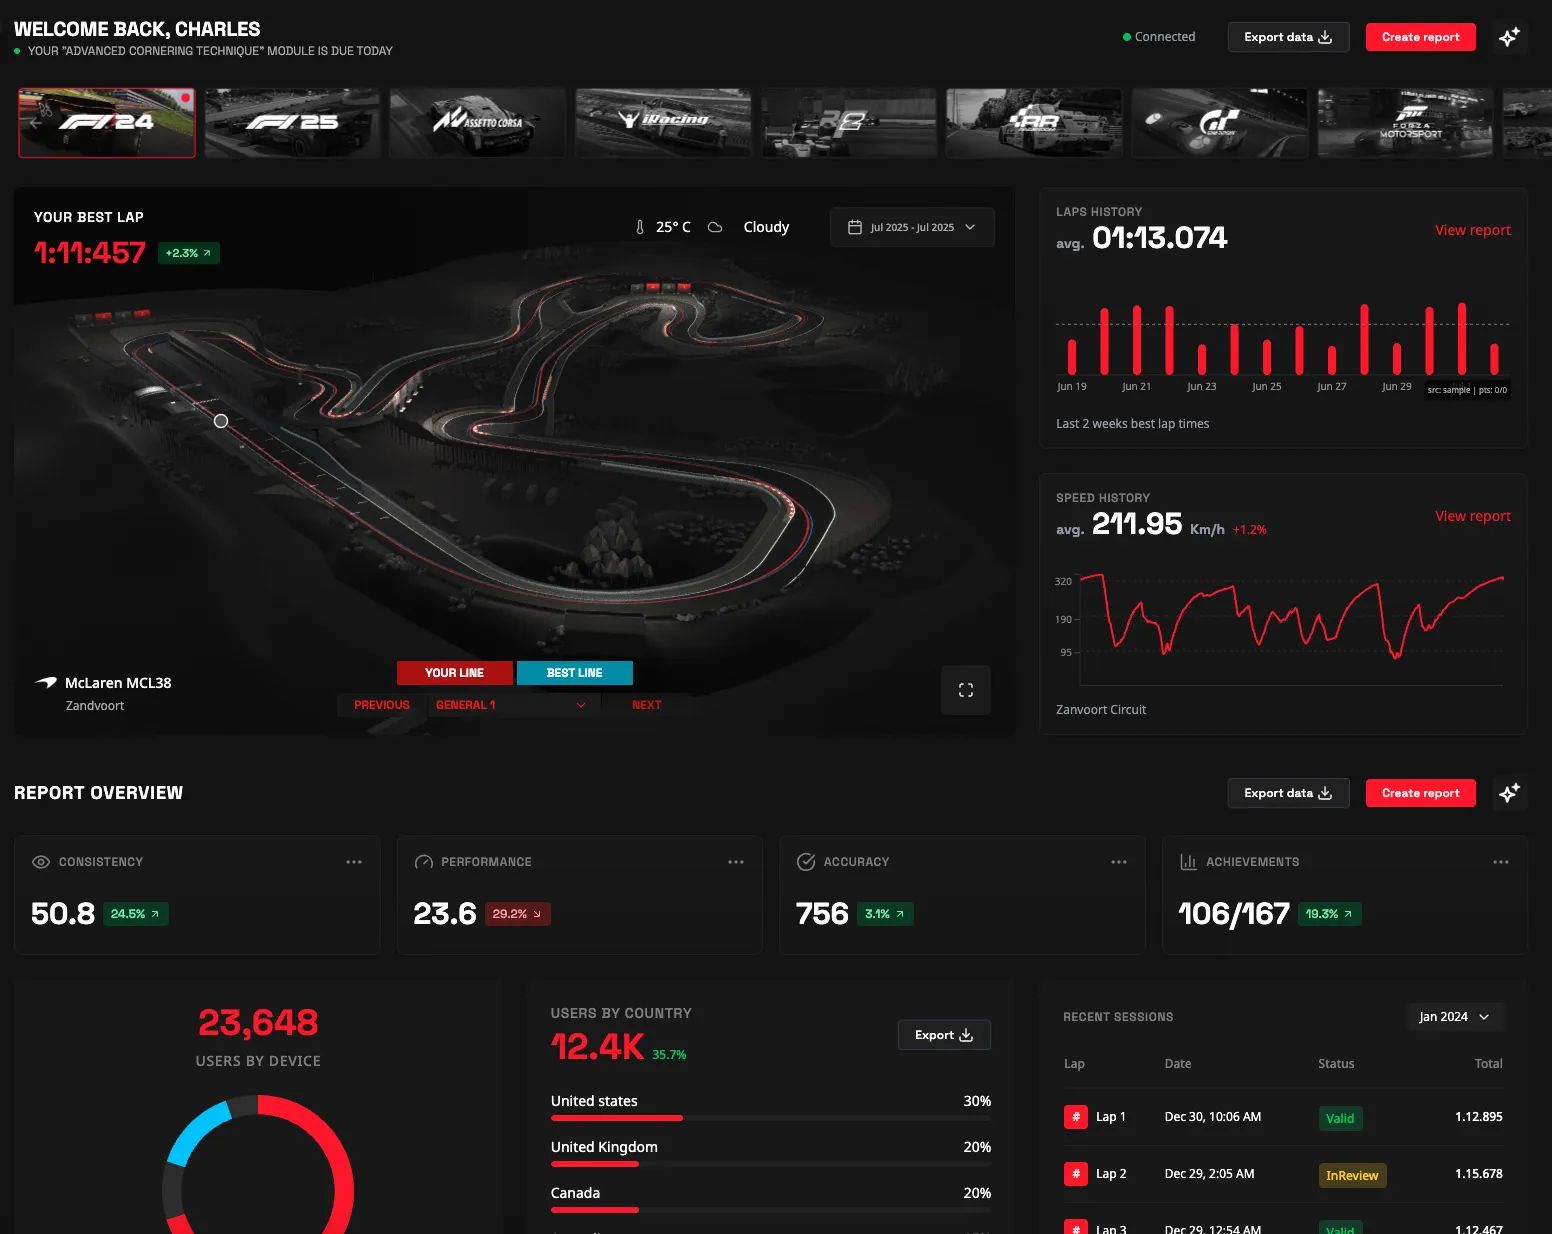 WELCOME BACK, CHARLES
YOUR "ADVANCED CORNERING TECHNIQUE" MODULE IS DUE TODAY
Connected
Export data
Create report
F1 24
F1 25
ASSETTO CORSA
iRacing
RR
RACEROOM
GT
FORZA
MOTORSPORT
YOUR BEST LAP
1:11:457
+2.3%
25° C
Cloudy
Jul 2025 - Jul 2025
McLaren MCL38
Zandvoort
YOUR LINE
BEST LINE
PREVIOUS
GENERAL 1
NEXT
LAPS HISTORY
avg. 01:13.074
View report
Jun 19
Jun 21
Jun 23
Jun 25
Jun 27
Jun 29
src: sample | pts: 0/0
Last 2 weeks best lap times
SPEED HISTORY
avg. 211.95 Km/h +1.2%
View report
320
190
95
Zanvoort Circuit
REPORT OVERVIEW
Export data
Create report
CONSISTENCY
50.8 24.5%
PERFORMANCE
23.6 29.2%
ACCURACY
756 3.1%
ACHIEVEMENTS
106/167 19.3%
23,648
USERS BY DEVICE
USERS BY COUNTRY
12.4K 35.7%
Export
United states 30%
United Kingdom 20%
Canada 20%
RECENT SESSIONS
Jan 2024
Lap Date Status Total
# Lap 1 Dec 30, 10:06 AM Valid 1.12.895
# Lap 2 Dec 29, 2:05 AM InReview 1.15.678
# Lap 3 Dec 29, 12:54 AM Valid 1.12.467